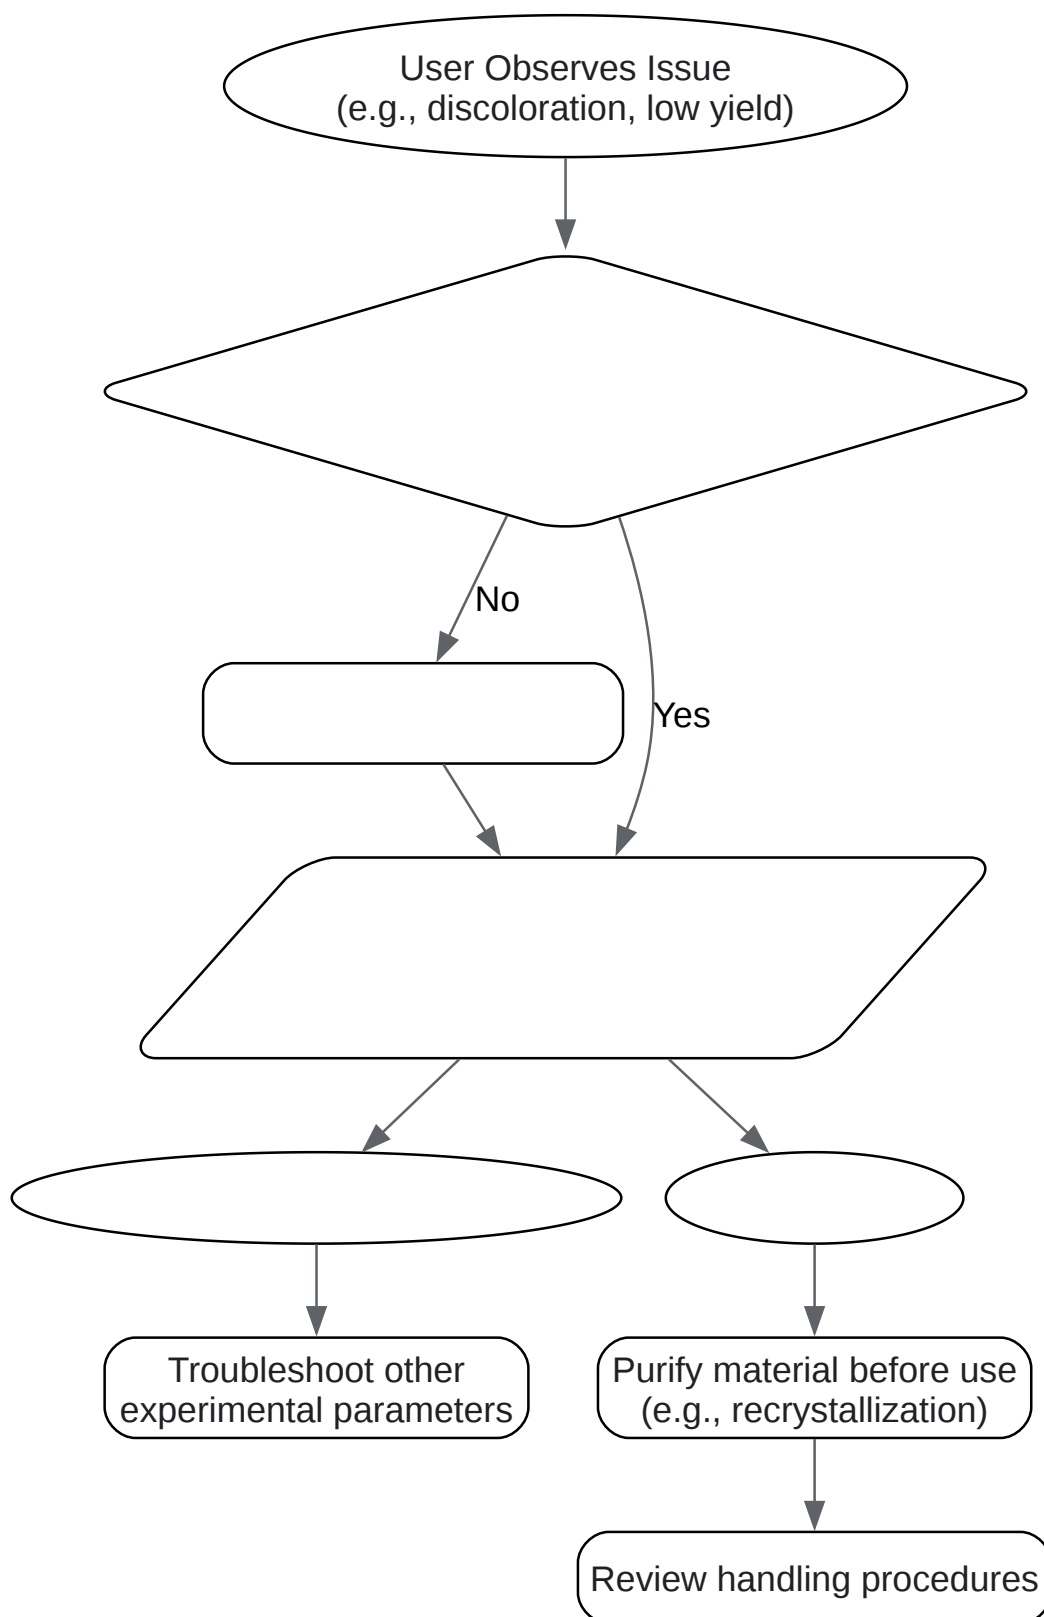 User Observes Issue
(e.g., discoloration, low yield)
No
Yes
Troubleshoot other
experimental parameters
Purify material before use
(e.g., recrystallization)
Review handling procedures